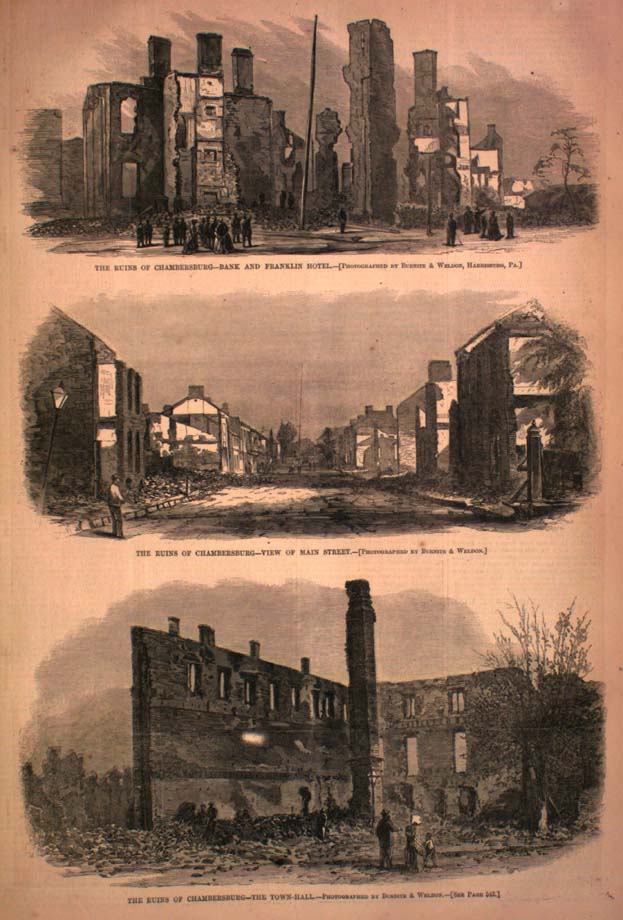 THE RUINS OF CHAMBERSBURG—BANK AND FRANKLIN HOTEL.—[PHOTOGRAPHED BY BURNITE & WELDON, HARRISBURG, PA.]
THE RUINS OF CHAMBERSBURG—VIEW OF MAIN STREET.—[PHOTOGRAPHED BY BURNITE & WELDON.]
THE RUINS OF CHAMBERSBURG—THE TOWN-HALL.—PHOTOGRAPHED BY BURNITE & WELDON.—[SEE PAGE